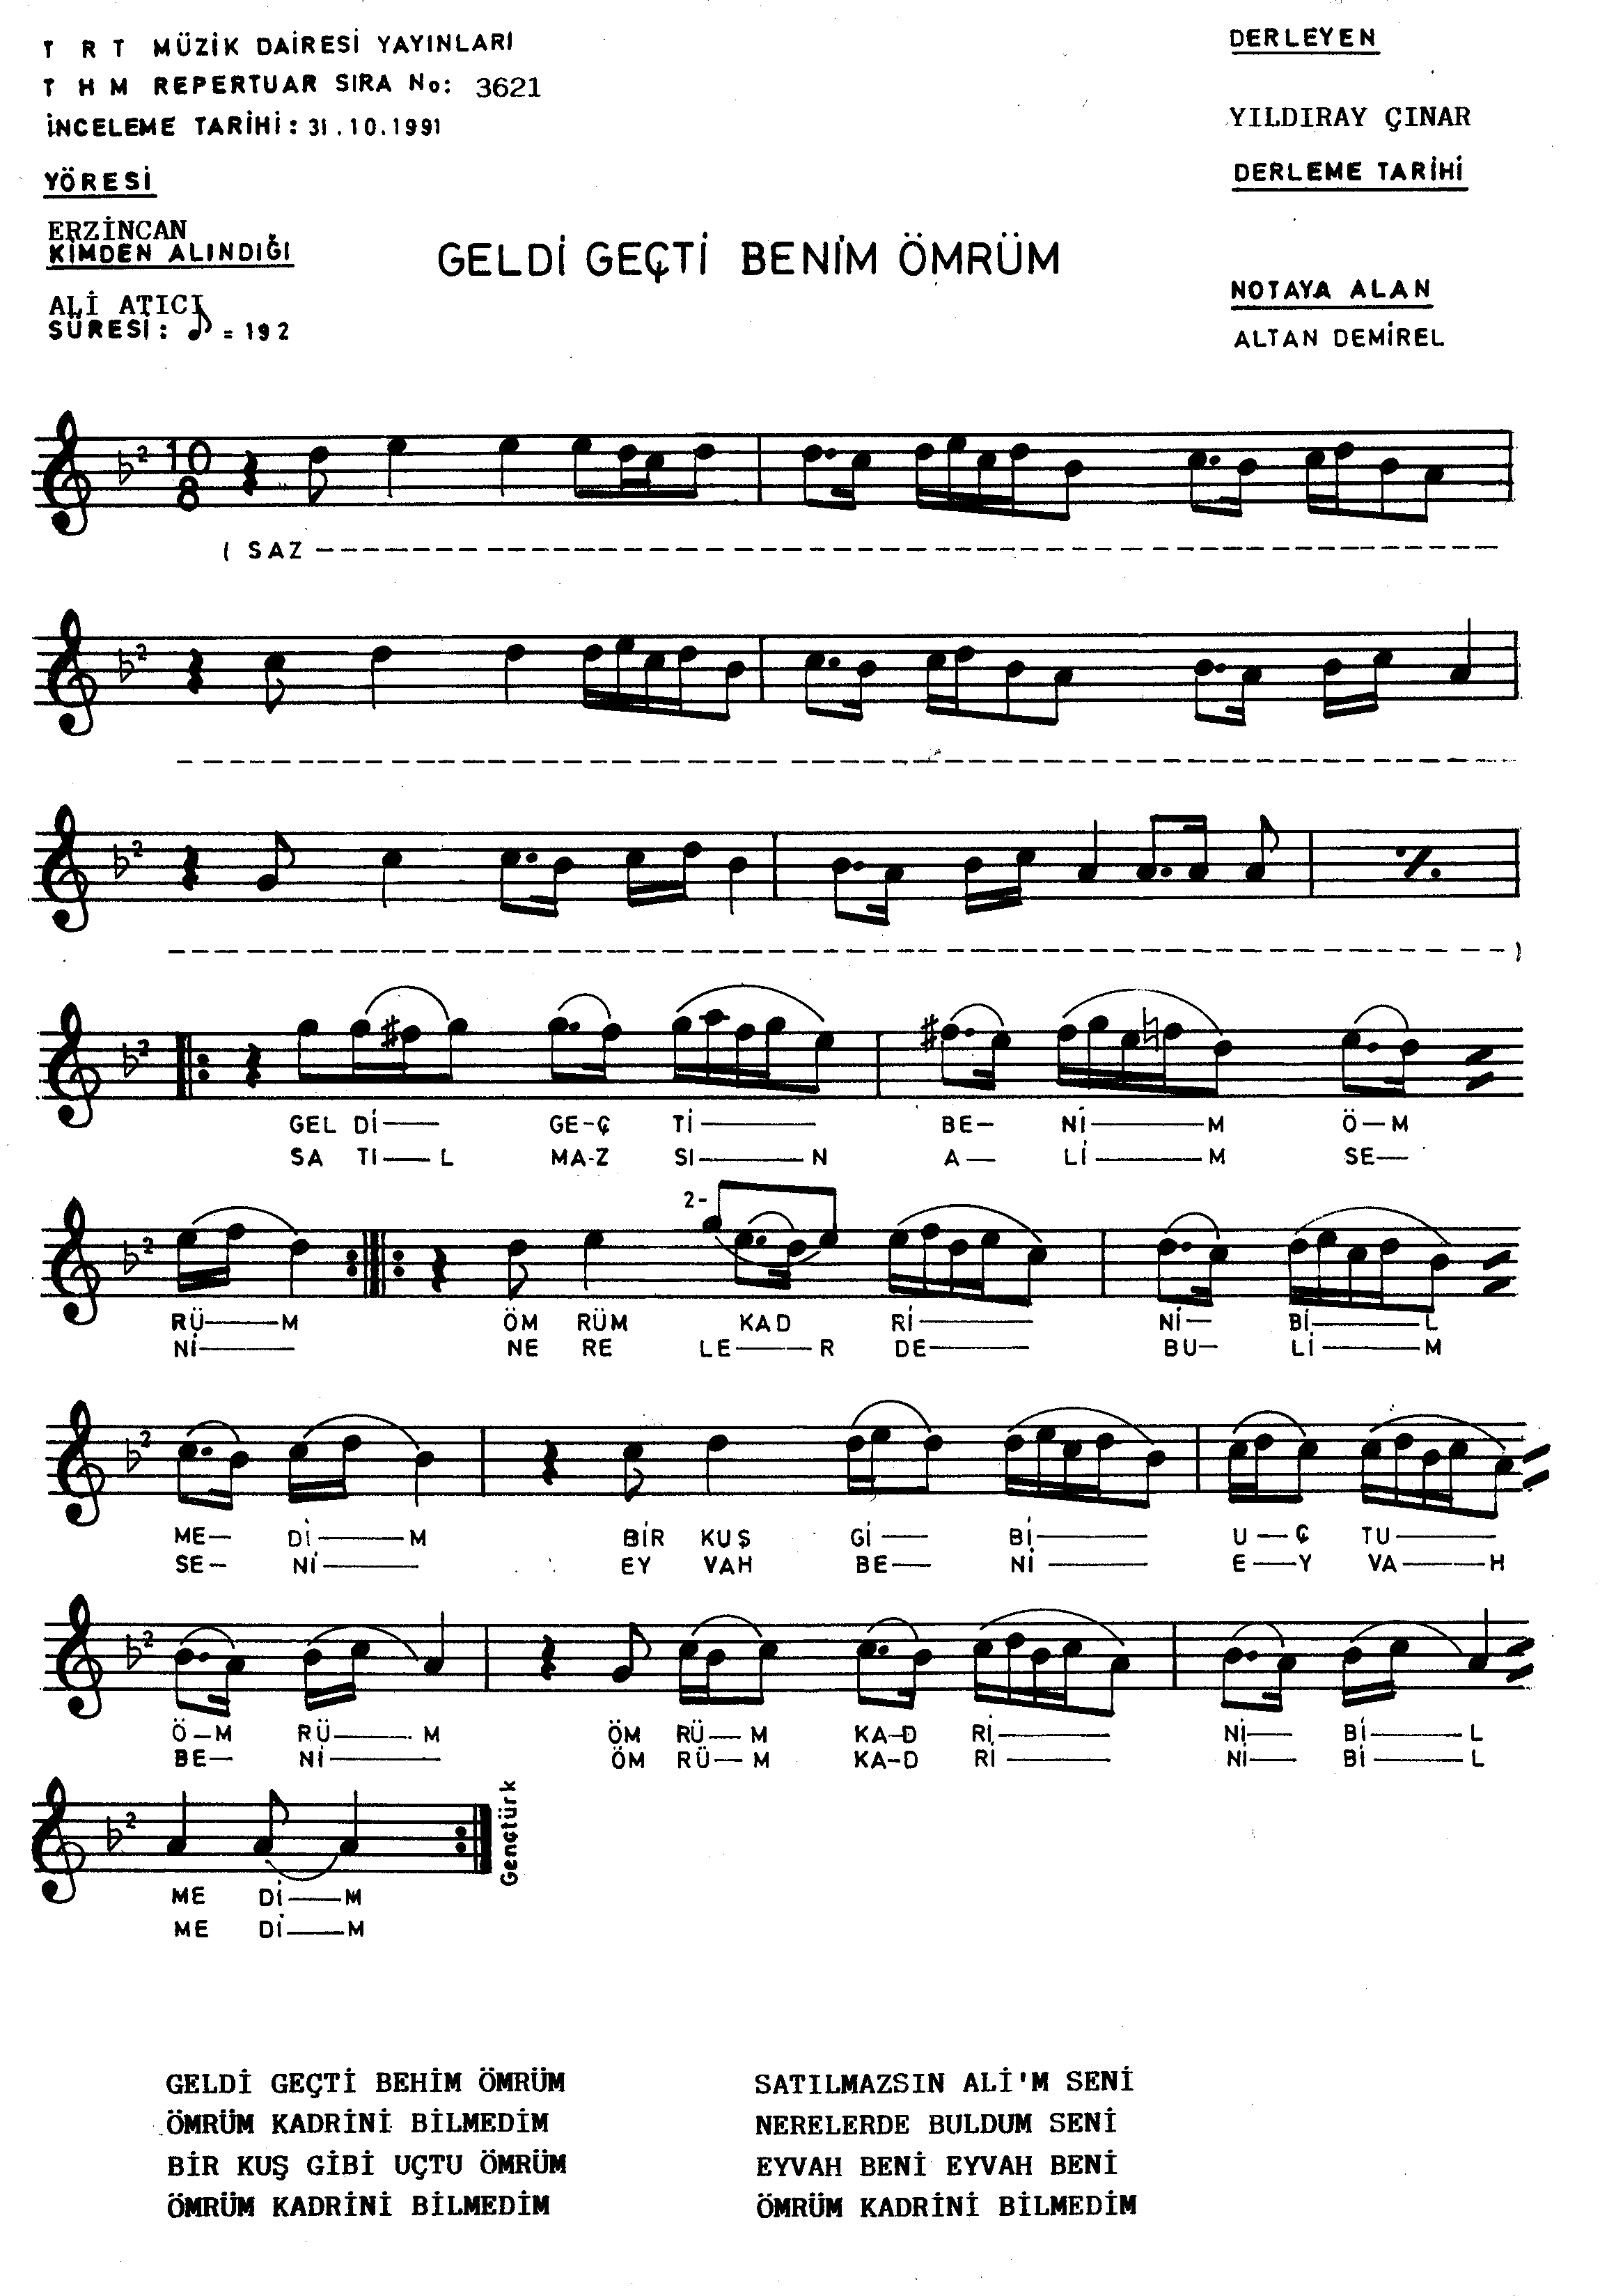 T R T MÜZİK DAİRESİ YAYINLARI
T H M REPERTUAR SIRA No: 3621
İNCELEME TARİHİ: 31.10.1991
YÖRESİ
ERZİNCAN
KİMDEN ALINDIĞI
ALİ ATICI
SÜRESİ: ♪ = 192
DERLEYEN
YILDIRAY ÇINAR
DERLEME TARİHİ
NOTAYA ALAN
ALTAN DEMİREL
GELDİ GEÇTİ BENİM ÖMRÜM
10
8
( SAZ ----
)
GEL Dİ— GE-Ç Tİ— BE- Nİ—M Ö—M
SA TI—L MA-Z SI—N A— Lİ—M SE—
2-
RÜ—M ÖM RÜM KAD Rİ— Nİ— Bİ—L
Nİ— NE RE LE—R DE— BU— Lİ—M
ME— Dİ—M BİR KUŞ Gİ— Bİ— U—Ç TU—
SE— Nİ— EY VAH BE— Nİ— E—Y VA—H
Ö—M RÜ—M ÖM RÜ—M KA-D Rİ— Nİ— Bİ—L
BE— Nİ— ÖM RÜ—M KA-D Rİ— Nİ— Bİ—L
ME Dİ—M
ME Dİ—M
Gençtürk
GELDİ GEÇTİ BEHİM ÖMRÜM
ÖMRÜM KADRİNİ BİLMEDİM
BİR KUŞ GİBİ UÇTU ÖMRÜM
ÖMRÜM KADRİNİ BİLMEDİM
SATILMAZSIN ALİ'M SENİ
NERELERDE BULDUM SENİ
EYVAH BENİ EYVAH BENİ
ÖMRÜM KADRİNİ BİLMEDİM